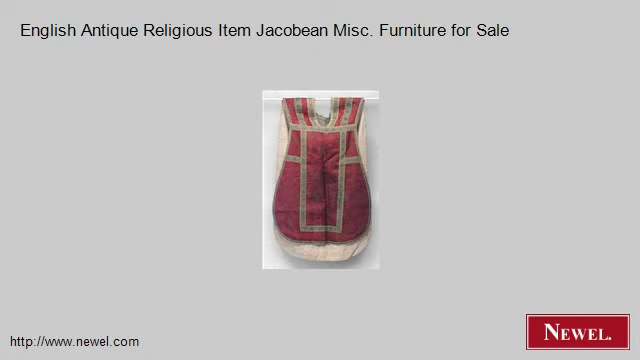 English Antique Religious Item Jacobean Misc. Furniture for Sale
http://www.newel.com
NEWEL.